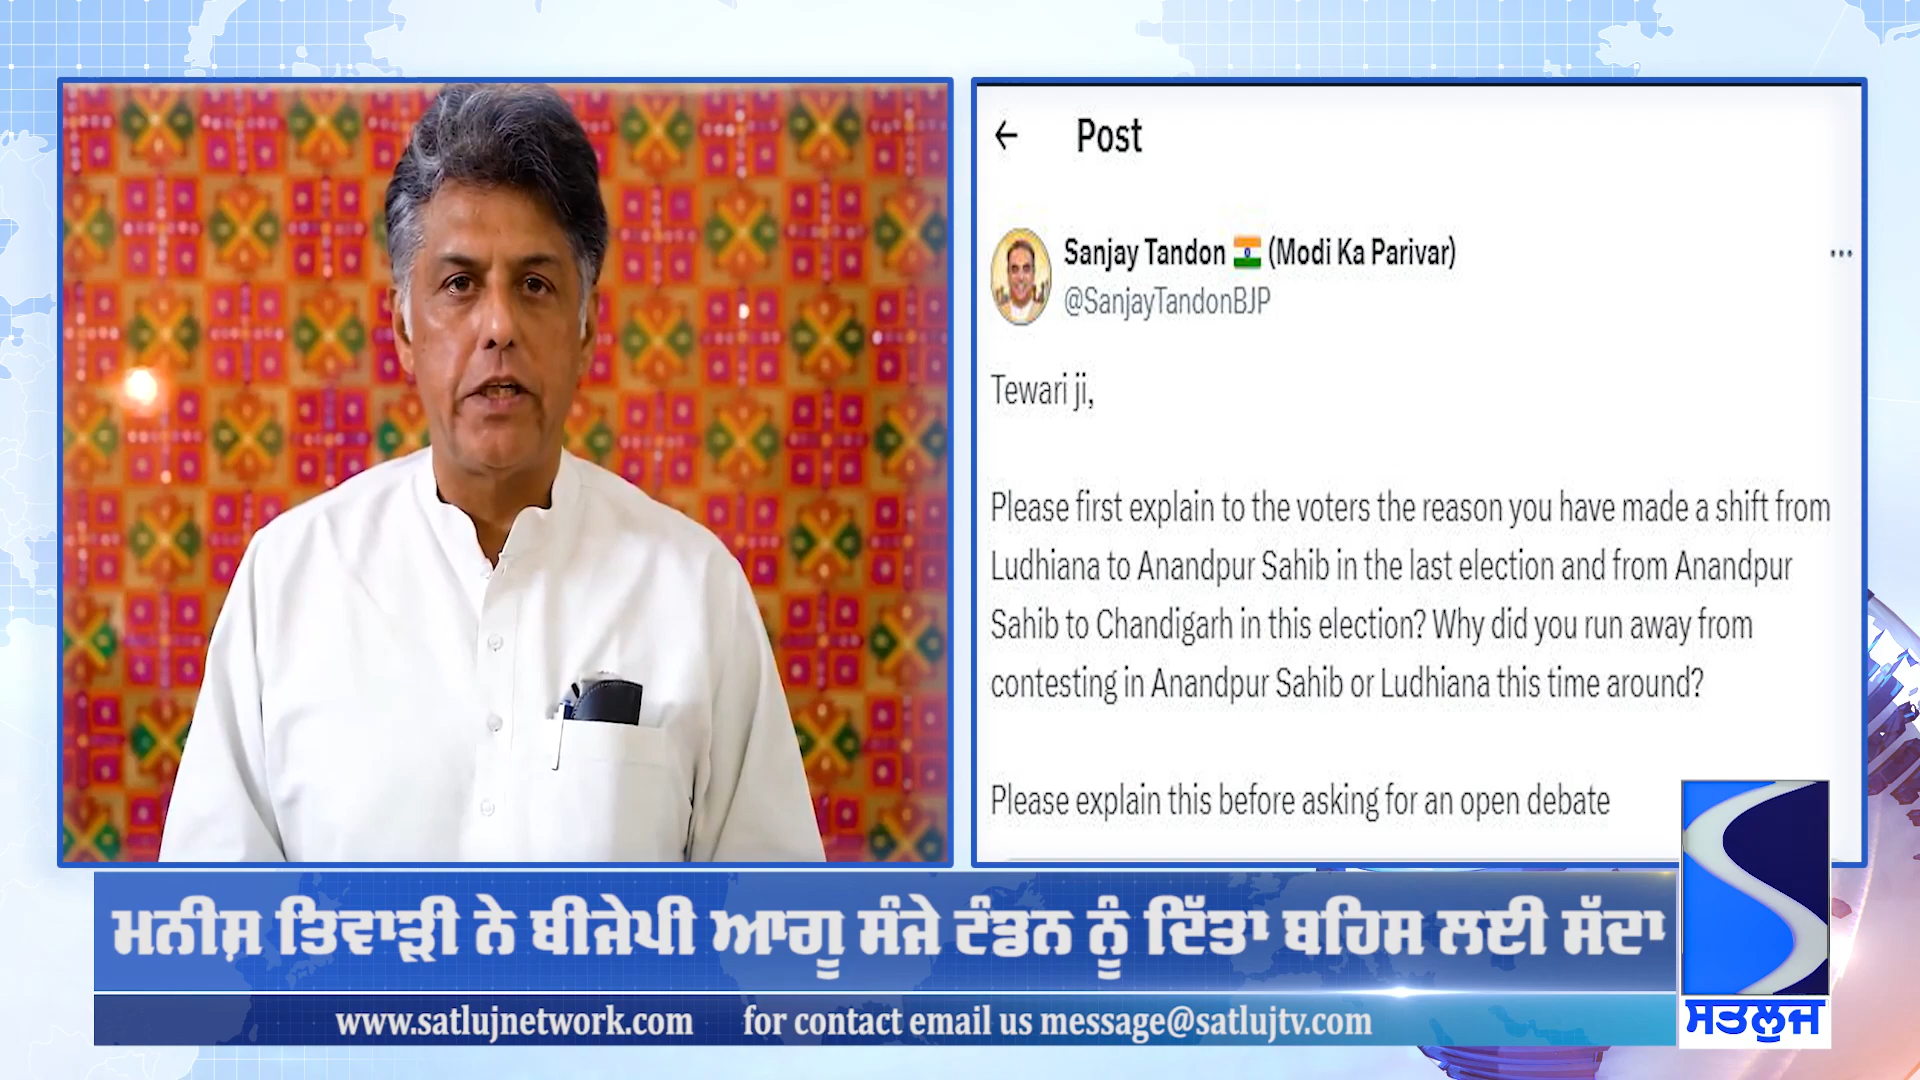 Post
Sanjay Tandon 🇮🇳 (Modi Ka Parivar)
@SanjayTandonBJP
Tewari ji,
Please first explain to the voters the reason you have made a shift from
Ludhiana to Anandpur Sahib in the last election and from Anandpur
Sahib to Chandigarh in this election? Why did you run away from
contesting in Anandpur Sahib or Ludhiana this time around?
Please explain this before asking for an open debate
ਮਨੀਸ਼ ਤਿਵਾੜੀ ਨੇ ਬੀਜੇਪੀ ਆਗੂ ਸੰਜੇ ਟੰਡਨ ਨੂੰ ਦਿੱਤਾ ਬਹਿਸ ਲਈ ਸੱਦਾ
www.satlujnetwork.com for contact email us message@satlujtv.com
ਸਤਲੁਜ